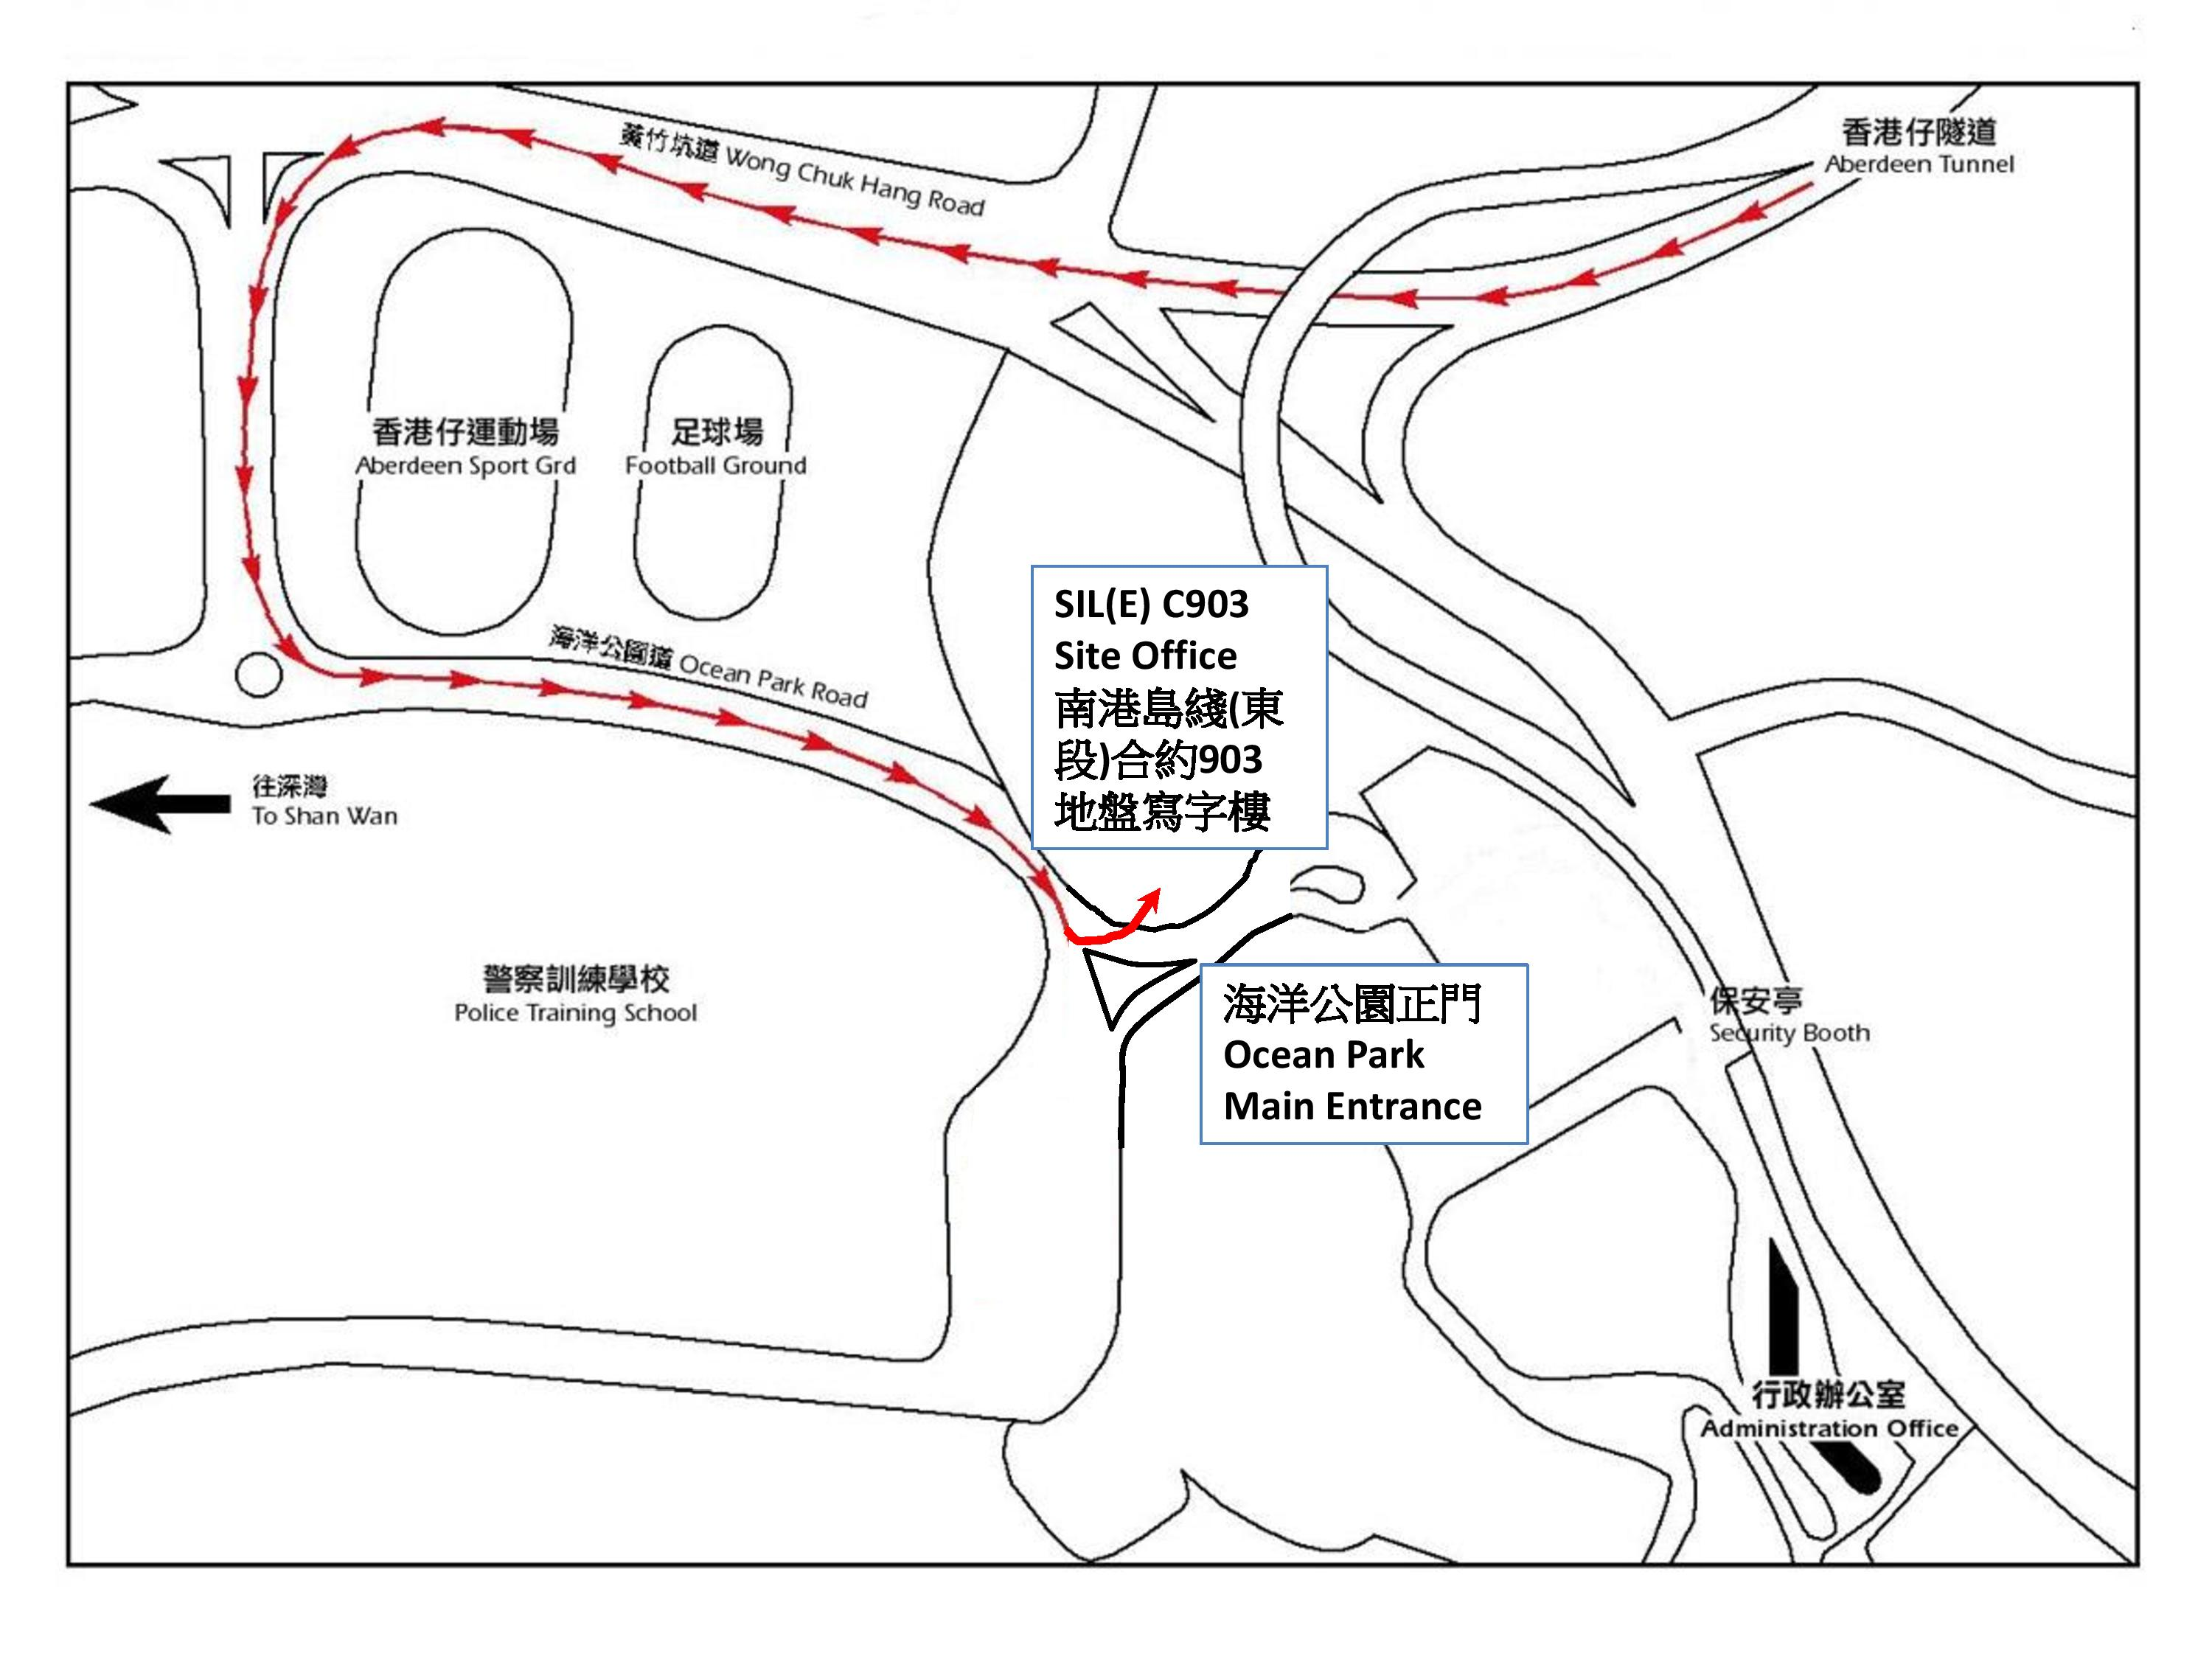 香港仔隧道
Aberdeen Tunnel
黃竹坑道 Wong Chuk Hang Road
香港仔運動場
Aberdeen Sport Grd
足球場
Football Ground
海洋公園道 Ocean Park Road
SIL(E) C903
Site Office
南港島綫(東
段)合約903
地盤寫字樓
往深灣
To Shan Wan
警察訓練學校
Police Training School
海洋公園正門
Ocean Park
Main Entrance
保安亭
Security Booth
行政辦公室
Administration Office